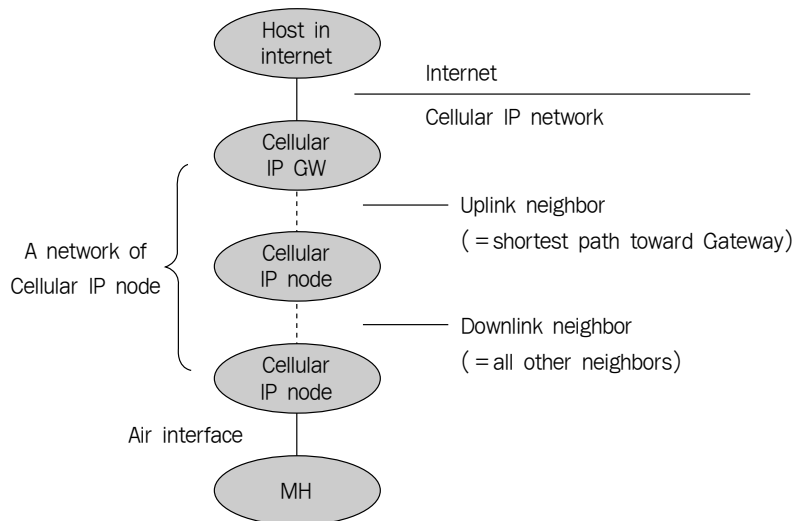 Host in
internet
Internet
Cellular IP network
Cellular
IP GW
Uplink neighbor
(=shortest path toward Gateway)
A network of
Cellular IP node
Cellular
IP node
Downlink neighbor
(=all other neighbors)
Cellular
IP node
Air interface
MH